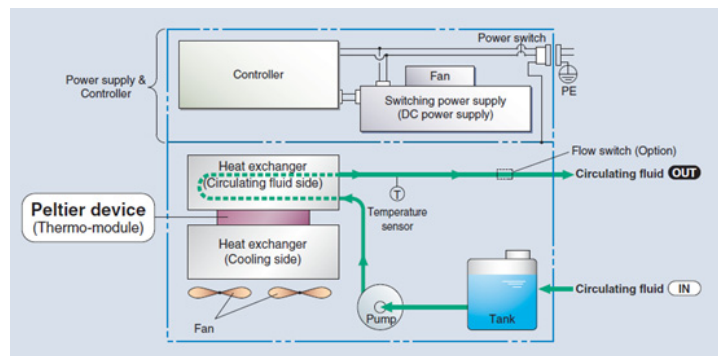 Power switch
Controller
Fan
Power supply &
Controller
Switching power supply
(DC power supply)
PE
Heat exchanger
(Circulating fluid side)
Flow switch (Option)
Circulating fluid OUT
T
Temperature
sensor
Peltier device
(Thermo-module)
Heat exchanger
(Cooling side)
Circulating fluid IN
Fan
Pump
Tank